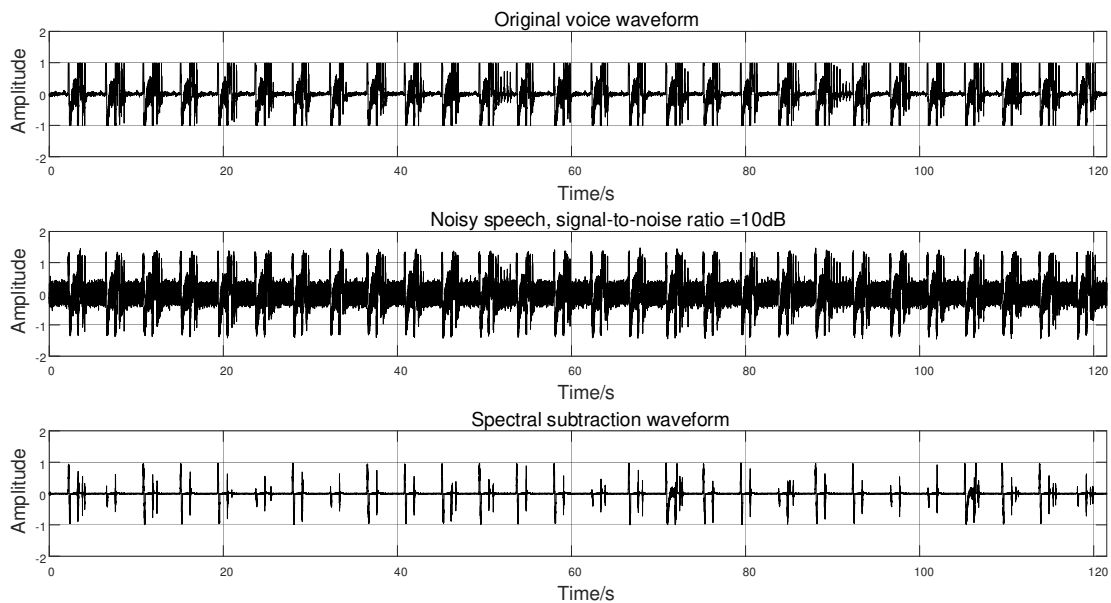 Original voice waveform
2
1
0
-1
-2
Amplitude
0 20 40 60 80 100 120
Time/s
Noisy speech, signal-to-noise ratio =10dB
2
1
0
-1
-2
Amplitude
0 20 40 60 80 100 120
Time/s
Spectral subtraction waveform
2
1
0
-1
-2
Amplitude
0 20 40 60 80 100 120
Time/s